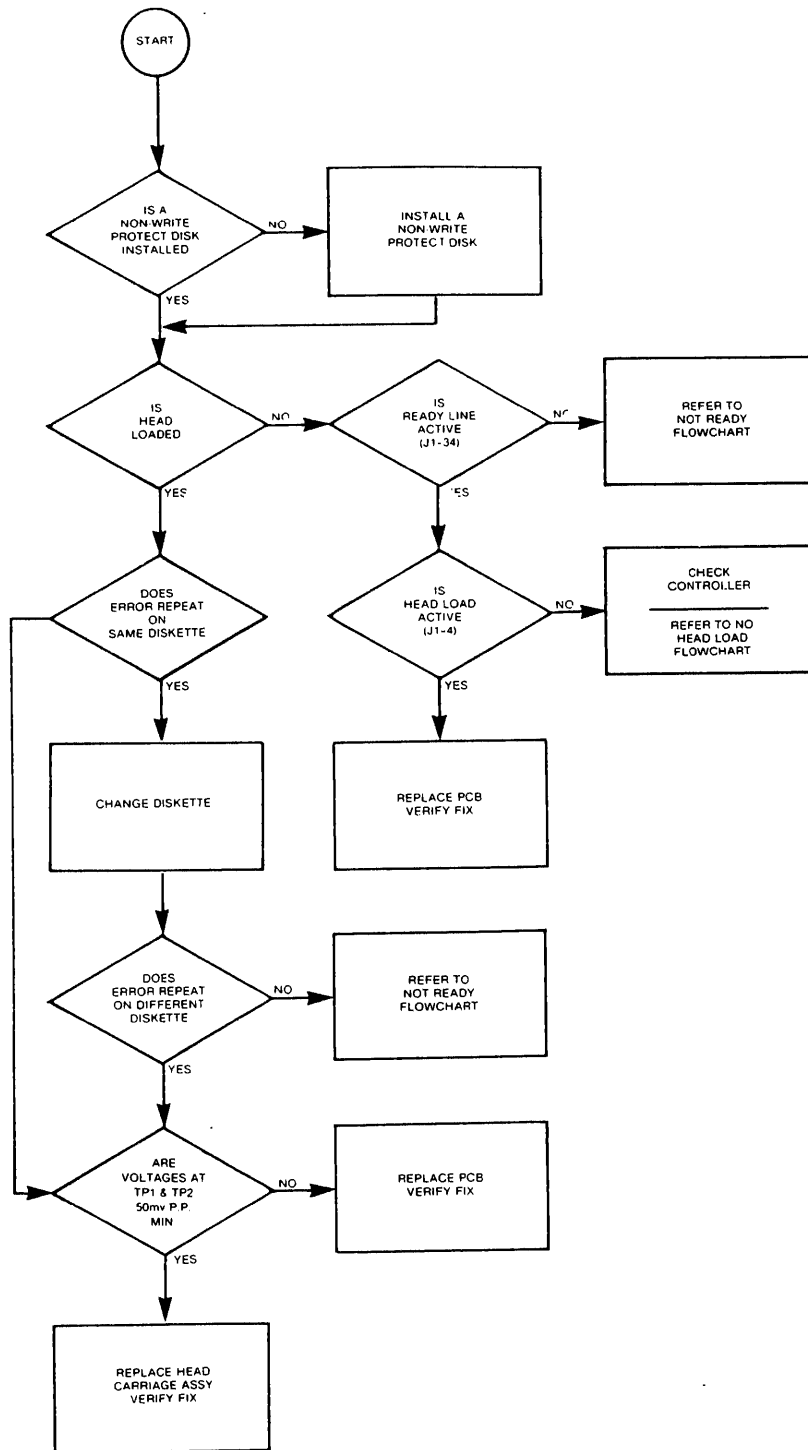 START
IS A
NON-WRITE
PROTECT DISK
INSTALLED
NO
INSTALL A
NON-WRITE
PROTECT DISK
YES
IS
HEAD
LOADED
NO
IS
READY LINE
ACTIVE
(J1-34)
NO
REFER TO
NOT READY
FLOWCHART
YES
YES
DOES
ERROR REPEAT
ON
SAME DISKETTE
IS
HEAD LOAD
ACTIVE
(J1-4)
NO
CHECK
CONTROLLER
REFER TO NO
HEAD LOAD
FLOWCHART
YES
YES
CHANGE DISKETTE
REPLACE PCB
VERIFY FIX
DOES
ERROR REPEAT
ON DIFFERENT
DISKETTE
NO
REFER TO
NOT READY
FLOWCHART
YES
ARE
VOLTAGES AT
TP1 & TP2
50mv P.P.
MIN
NO
REPLACE PCB
VERIFY FIX
YES
REPLACE HEAD
CARRIAGE ASSY
VERIFY FIX